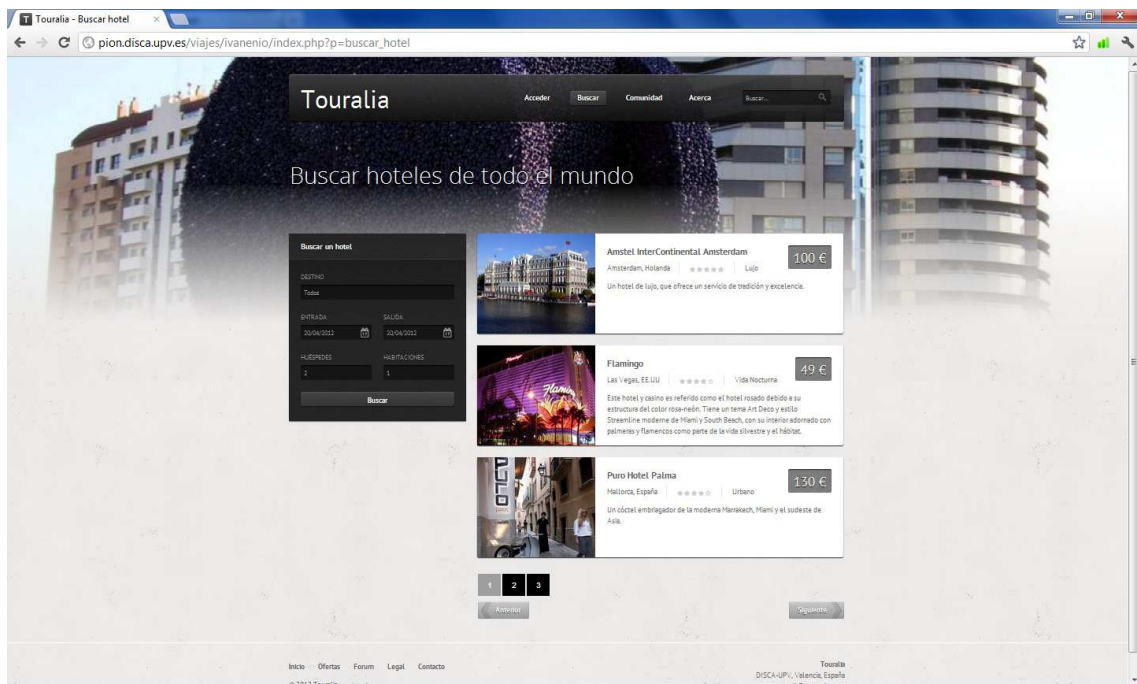 Touralia - Buscar hotel
pion.disca.upv.es/viajes/ivanenio/index.php?p=buscar_hotel
Touralia
Acceder Buscar Comunidad Acerca Buscar...
Buscar hoteles de todo el mundo
Buscar un hotel
DESTINO
Todos
ENTRADA SALIDA
20/04/2012 20/04/2012
HUÉSPEDES HABITACIONES
2 1
Buscar
Amstel InterContinental Amsterdam
100 €
Amsterdam, Holanda Lujo
Un hotel de lujo, que ofrece un servicio de tradición y excelencia.
Flamingo
49 €
Las Vegas, EE.UU Vida Nocturna
Este hotel y casino es referido como el hotel rosado debido a su
estructura del color rosa-neón. Tiene un tema Art Deco y estilo
Streamline moderne de Miami y South Beach, con su interior adornado con
palmeras y flamencos como parte de la vida silvestre y el hábitat.
Flamingo
PURO
Puro Hotel Palma
130 €
Mallorca, España Urbano
Un cóctel embriagador de la moderna Marrakech, Miami y el sudeste de
Asia.
1 2 3
Anterior Siguiente
Inicio Ofertas Forum Legal Contacto
Touralia
DISCA-UPV, Valencia, España